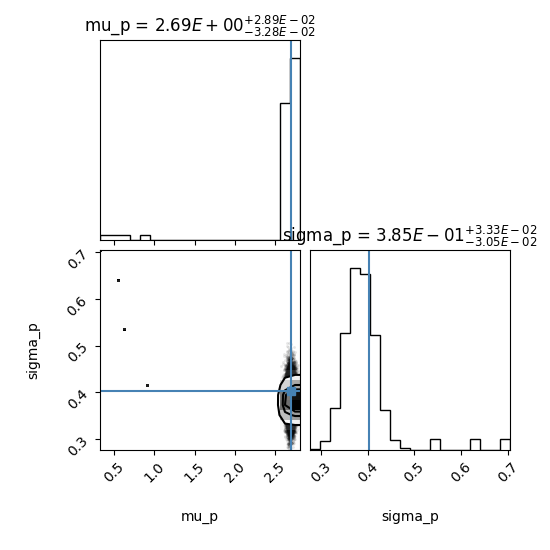 mu_p = 2.69E + 00 +2.89E − 02 −3.28E − 02
sigma_p = 3.85E − 01 +3.33E − 02 −3.05E − 02
sigma_p
0.7
0.6
0.5
0.4
0.3
0.5 1.0 1.5 2.0 2.5
0.3 0.4 0.5 0.6 0.7
mu_p sigma_p